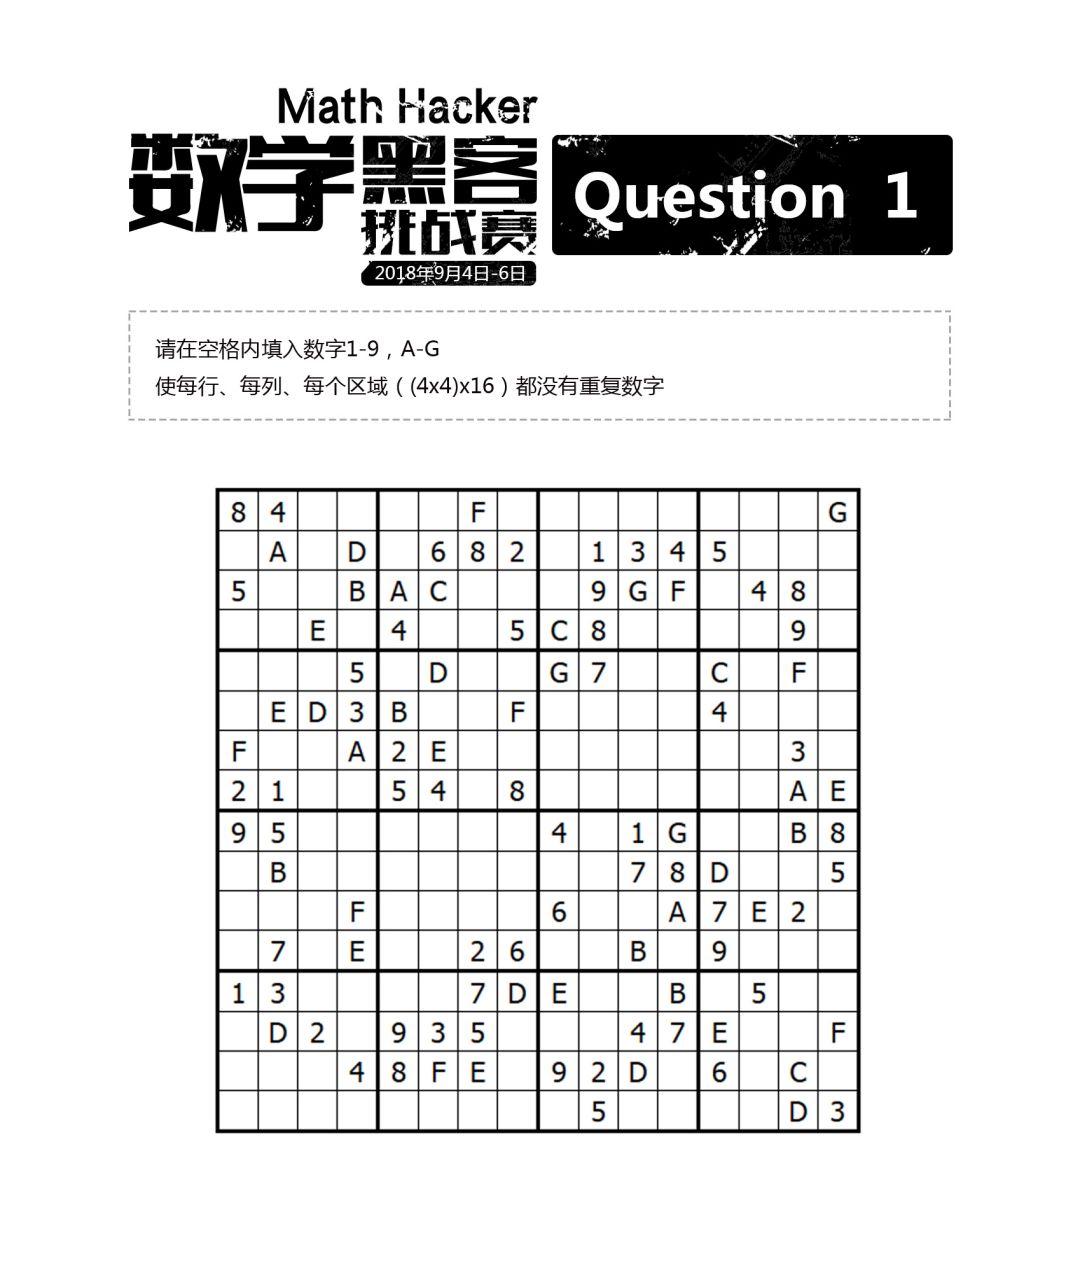 Math Hacker
数学黑客
挑战赛
2018年9月4日-6日
Question 1
请在空格内填入数字1-9，A-G
使每行、每列、每个区域（(4x4)x16）都没有重复数字
8 4 F G
A D 6 8 2 1 3 4 5
5 B A C 9 G F 4 8
E 4 5 C 8 9
5 D G 7 C F
E D 3 B F 4
F A 2 E 3
2 1 5 4 8 A E
9 5 4 1 G B 8
B 7 8 D 5
F 6 A 7 E 2
7 E 2 6 B 9
1 3 7 D E B 5
D 2 9 3 5 4 7 E F
4 8 F E 9 2 D 6 C
5 D 3